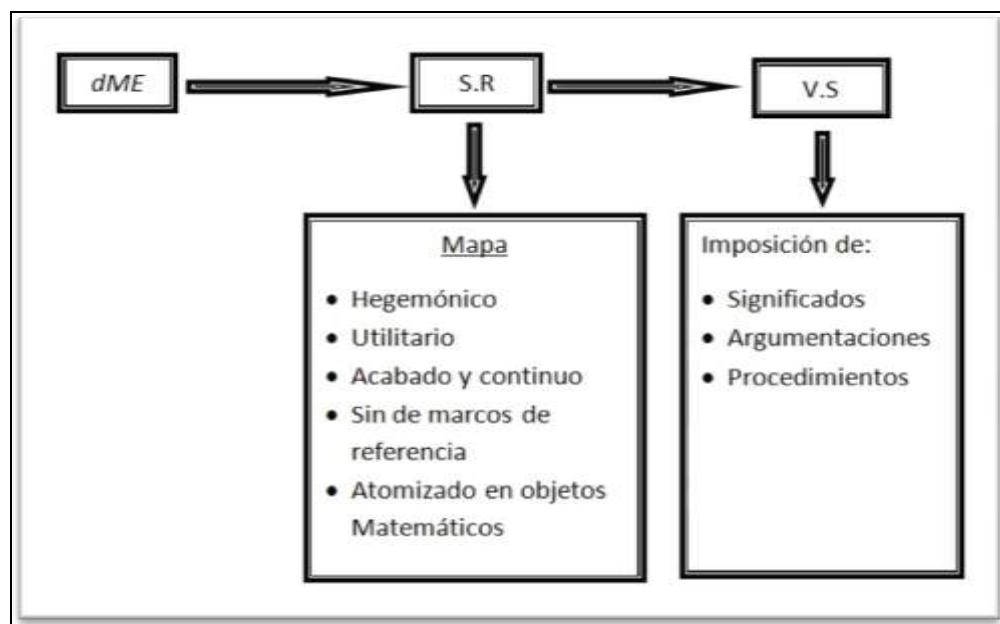 dME
S.R
V.S
Mapa
• Hegemónico
• Utilitario
• Acabado y continuo
• Sin de marcos de
referencia
• Atomizado en objetos
Matemáticos
Imposición de:
• Significados
• Argumentaciones
• Procedimientos